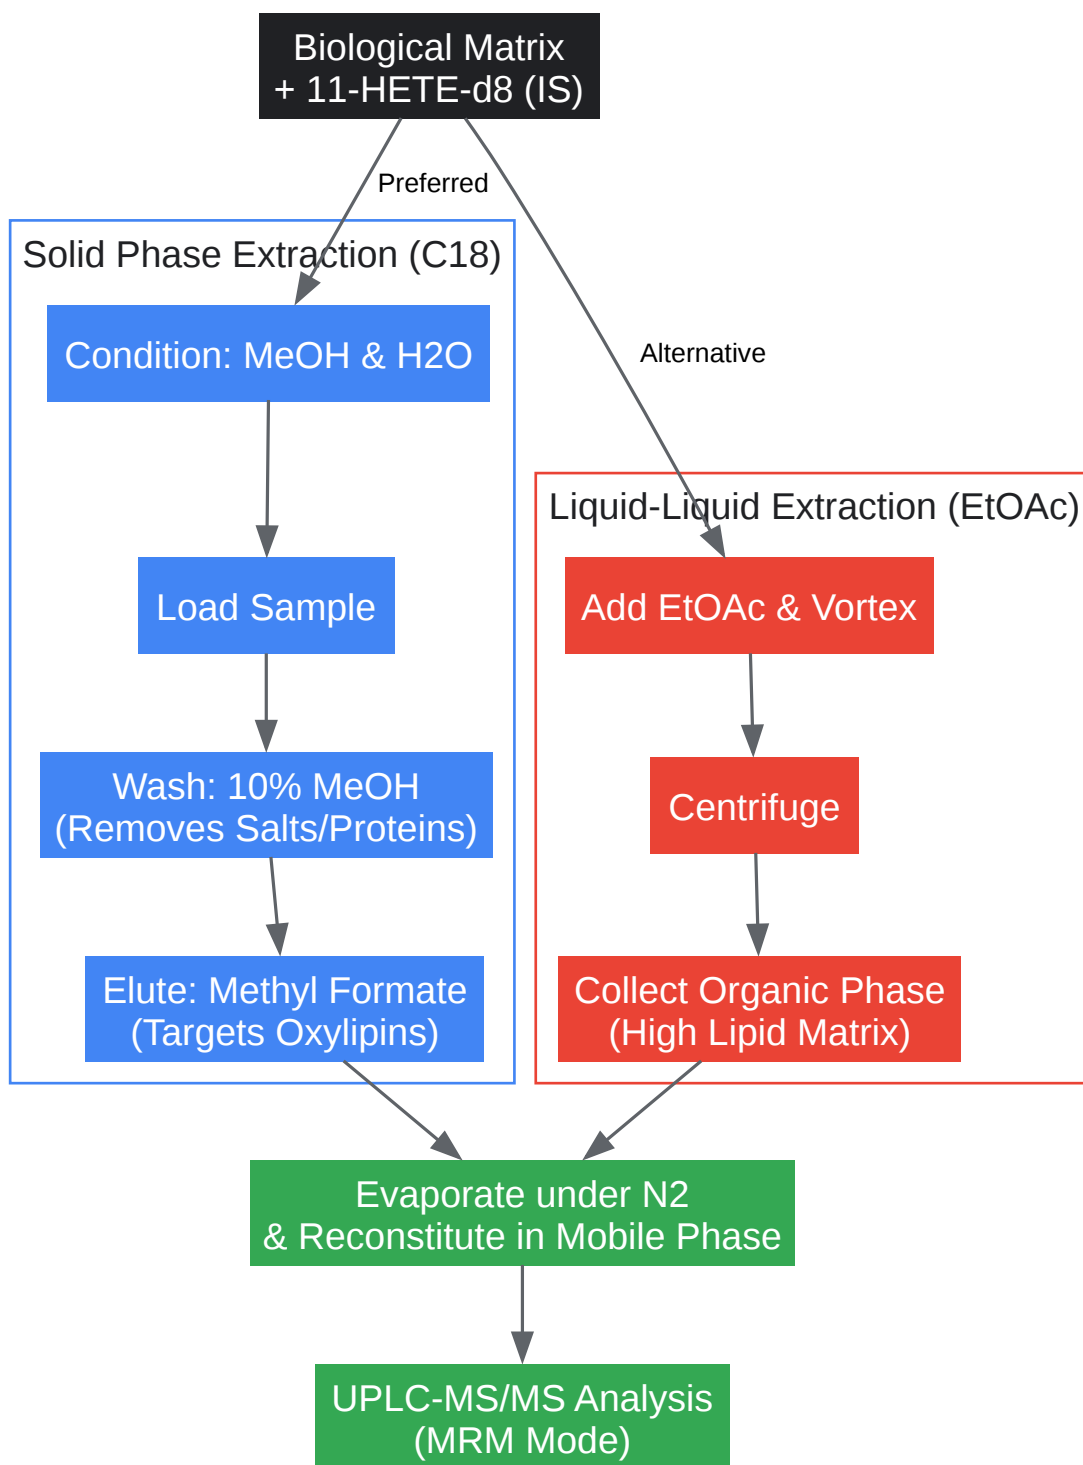 Biological Matrix
+ 11-HETE-d8 (IS)
Preferred
Solid Phase Extraction (C18)
Condition: MeOH & H2O
Alternative
Load Sample
Wash: 10% MeOH
(Removes Salts/Proteins)
Elute: Methyl Formate
(Targets Oxylipins)
Liquid-Liquid Extraction (EtOAc)
Add EtOAc & Vortex
Centrifuge
Collect Organic Phase
(High Lipid Matrix)
Evaporate under N2
& Reconstitute in Mobile Phase
UPLC-MS/MS Analysis
(MRM Mode)